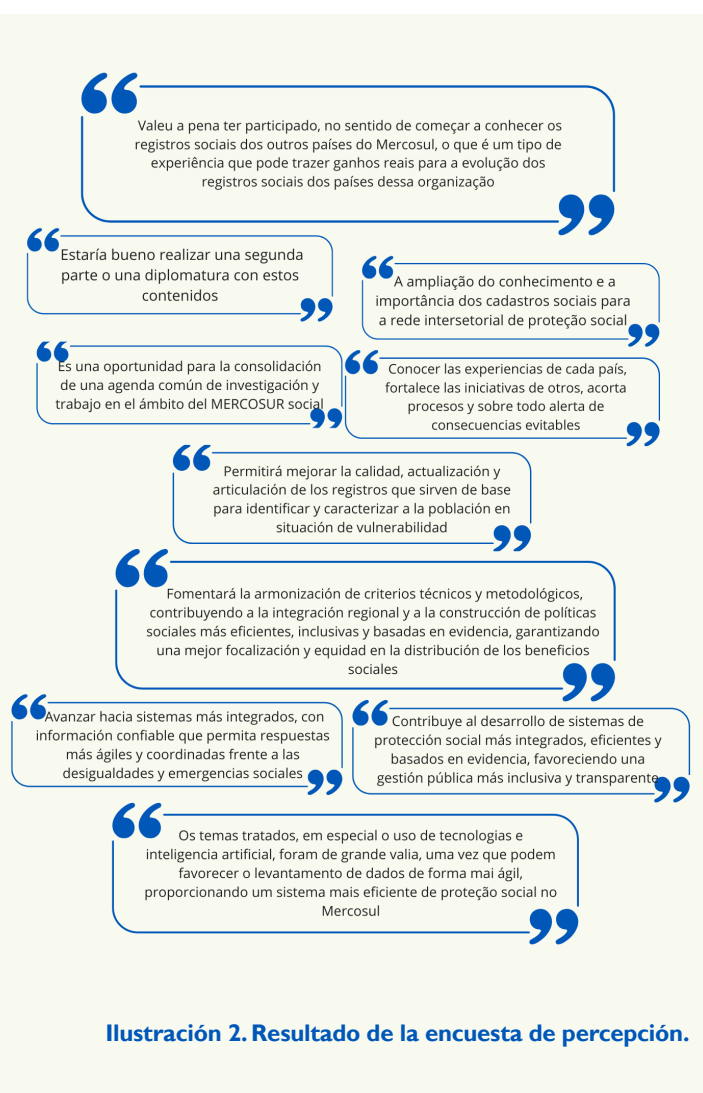 Valeu a pena ter participado, no sentido de começar a conhecer os
registros sociais dos outros países do Mercosul, o que é um tipo de
experiência que pode trazer ganhos reais para a evolução dos
registros sociais dos países dessa organização
Estaría bueno realizar una segunda
parte o una diplomatura con estos
contenidos
A ampliação do conhecimento e a
importância dos cadastros sociais para
a rede intersetorial de proteção social
Es una oportunidad para la consolidación
de una agenda común de investigación y
trabajo en el ámbito del MERCOSUR social
Conocer las experiencias de cada país,
fortalece las iniciativas de otros, acorta
procesos y sobre todo alerta de
consecuencias evitables
Permitirá mejorar la calidad, actualización y
articulación de los registros que sirven de base
para identificar y caracterizar a la población en
situación de vulnerabilidad
Fomentará la armonización de criterios técnicos y metodológicos,
contribuyendo a la integración regional y a la construcción de políticas
sociales más eficientes, inclusivas y basadas en evidencia, garantizando
una mejor focalización y equidad en la distribución de los beneficios
sociales
Avanzar hacia sistemas más integrados, con
información confiable que permita respuestas
más ágiles y coordinadas frente a las
desigualdades y emergencias sociales
Contribuye al desarrollo de sistemas de
protección social más integrados, eficientes y
basados en evidencia, favoreciendo una
gestión pública más inclusiva y transparente
Os temas tratados, em especial o uso de tecnologias e
inteligencia artificial, foram de grande valia, uma vez que podem
favorecer o levantamento de dados de forma mai ágil,
proporcionando um sistema mais eficiente de proteção social no
Mercosul
Ilustración 2. Resultado de la encuesta de percepción.